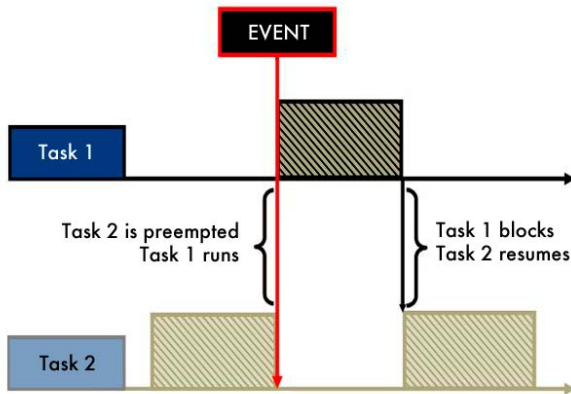 EVENT
Task 1
Task 2 is preempted
Task 1 runs
Task 1 blocks
Task 2 resumes
Task 2